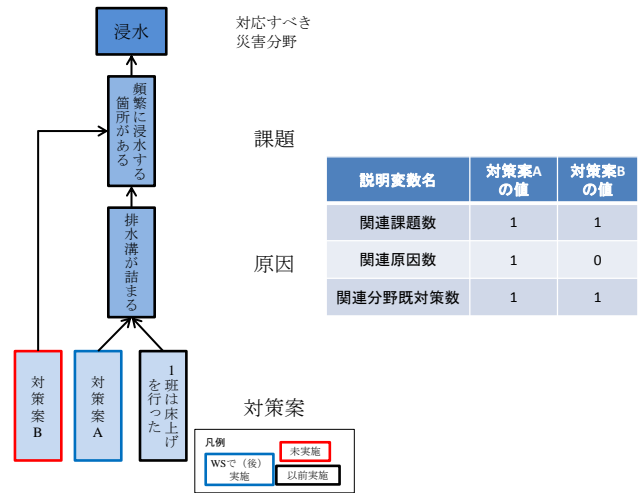 浸水
対応すべき
災害分野
頻繁に浸水する
箇所がある
課題
排水溝が詰まる
原因
説明変数名
対策案A
の値
対策案B
の値
関連課題数
1
1
関連原因数
1
0
関連分野既対策数
1
1
対策案B
対策案A
1班は床上げ
を行った
対策案
凡例
未実施
WSで（後）
実施
以前実施